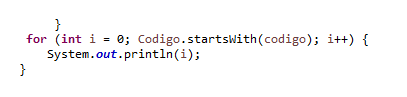 }
for (int i = 0; Codigo.startsWith(codigo); i++) {
System.out.println(i);
}